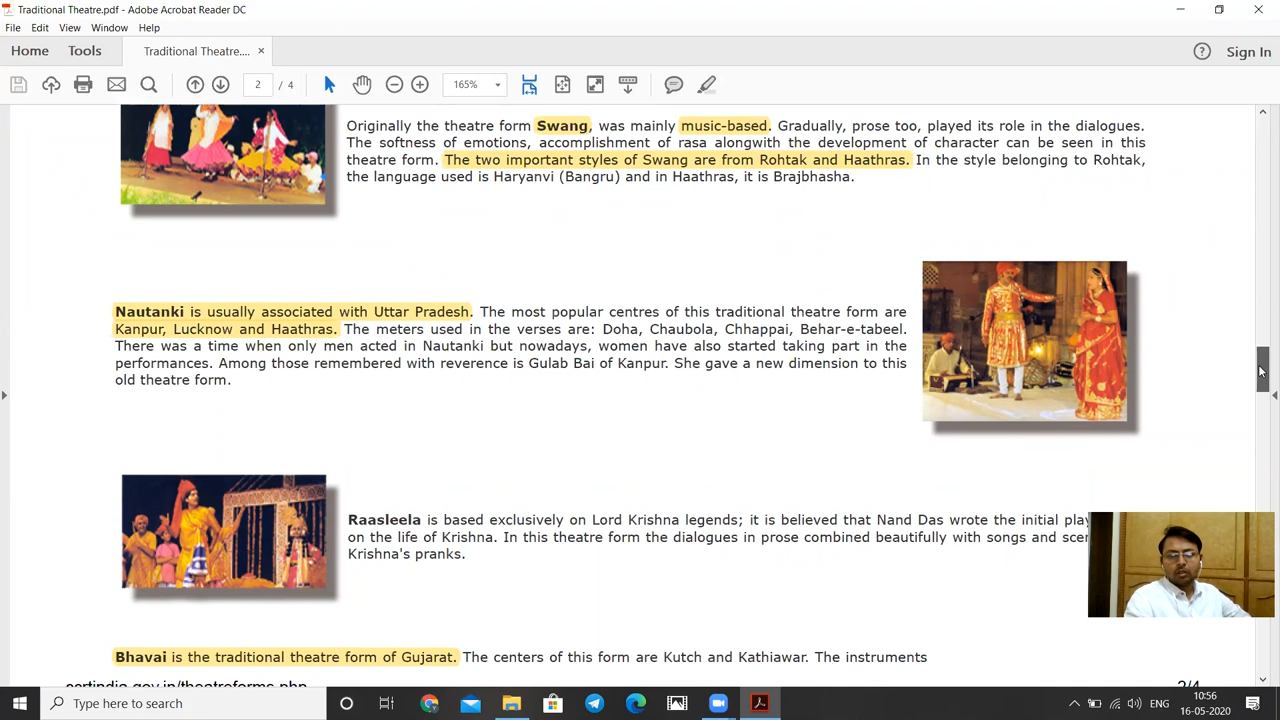 Traditional Theatre.pdf - Adobe Acrobat Reader DC
File Edit View Window Help
Home Tools Traditional Theatre.... × Sign In
2 / 4 165%
Originally the theatre form Swang, was mainly music-based. Gradually, prose too, played its role in the dialogues.
The softness of emotions, accomplishment of rasa alongwith the development of character can be seen in this
theatre form. The two important styles of Swang are from Rohtak and Haathras. In the style belonging to Rohtak,
the language used is Haryanvi (Bangru) and in Haathras, it is Brajbhasha.
Nautanki is usually associated with Uttar Pradesh. The most popular centres of this traditional theatre form are
Kanpur, Lucknow and Haathras. The meters used in the verses are: Doha, Chaubola, Chhappai, Behar-e-tabeel.
There was a time when only men acted in Nautanki but nowadays, women have also started taking part in the
performances. Among those remembered with reverence is Gulab Bai of Kanpur. She gave a new dimension to this
old theatre form.
Raasleela is based exclusively on Lord Krishna legends; it is believed that Nand Das wrote the initial
on the life of Krishna. In this theatre form the dialogues in prose combined beautifully with songs and
Krishna's pranks.
Bhavai is the traditional theatre form of Gujarat. The centers of this form are Kutch and Kathiawar. The instruments
2/4
Type here to search
ENG
10:56
16-05-2020